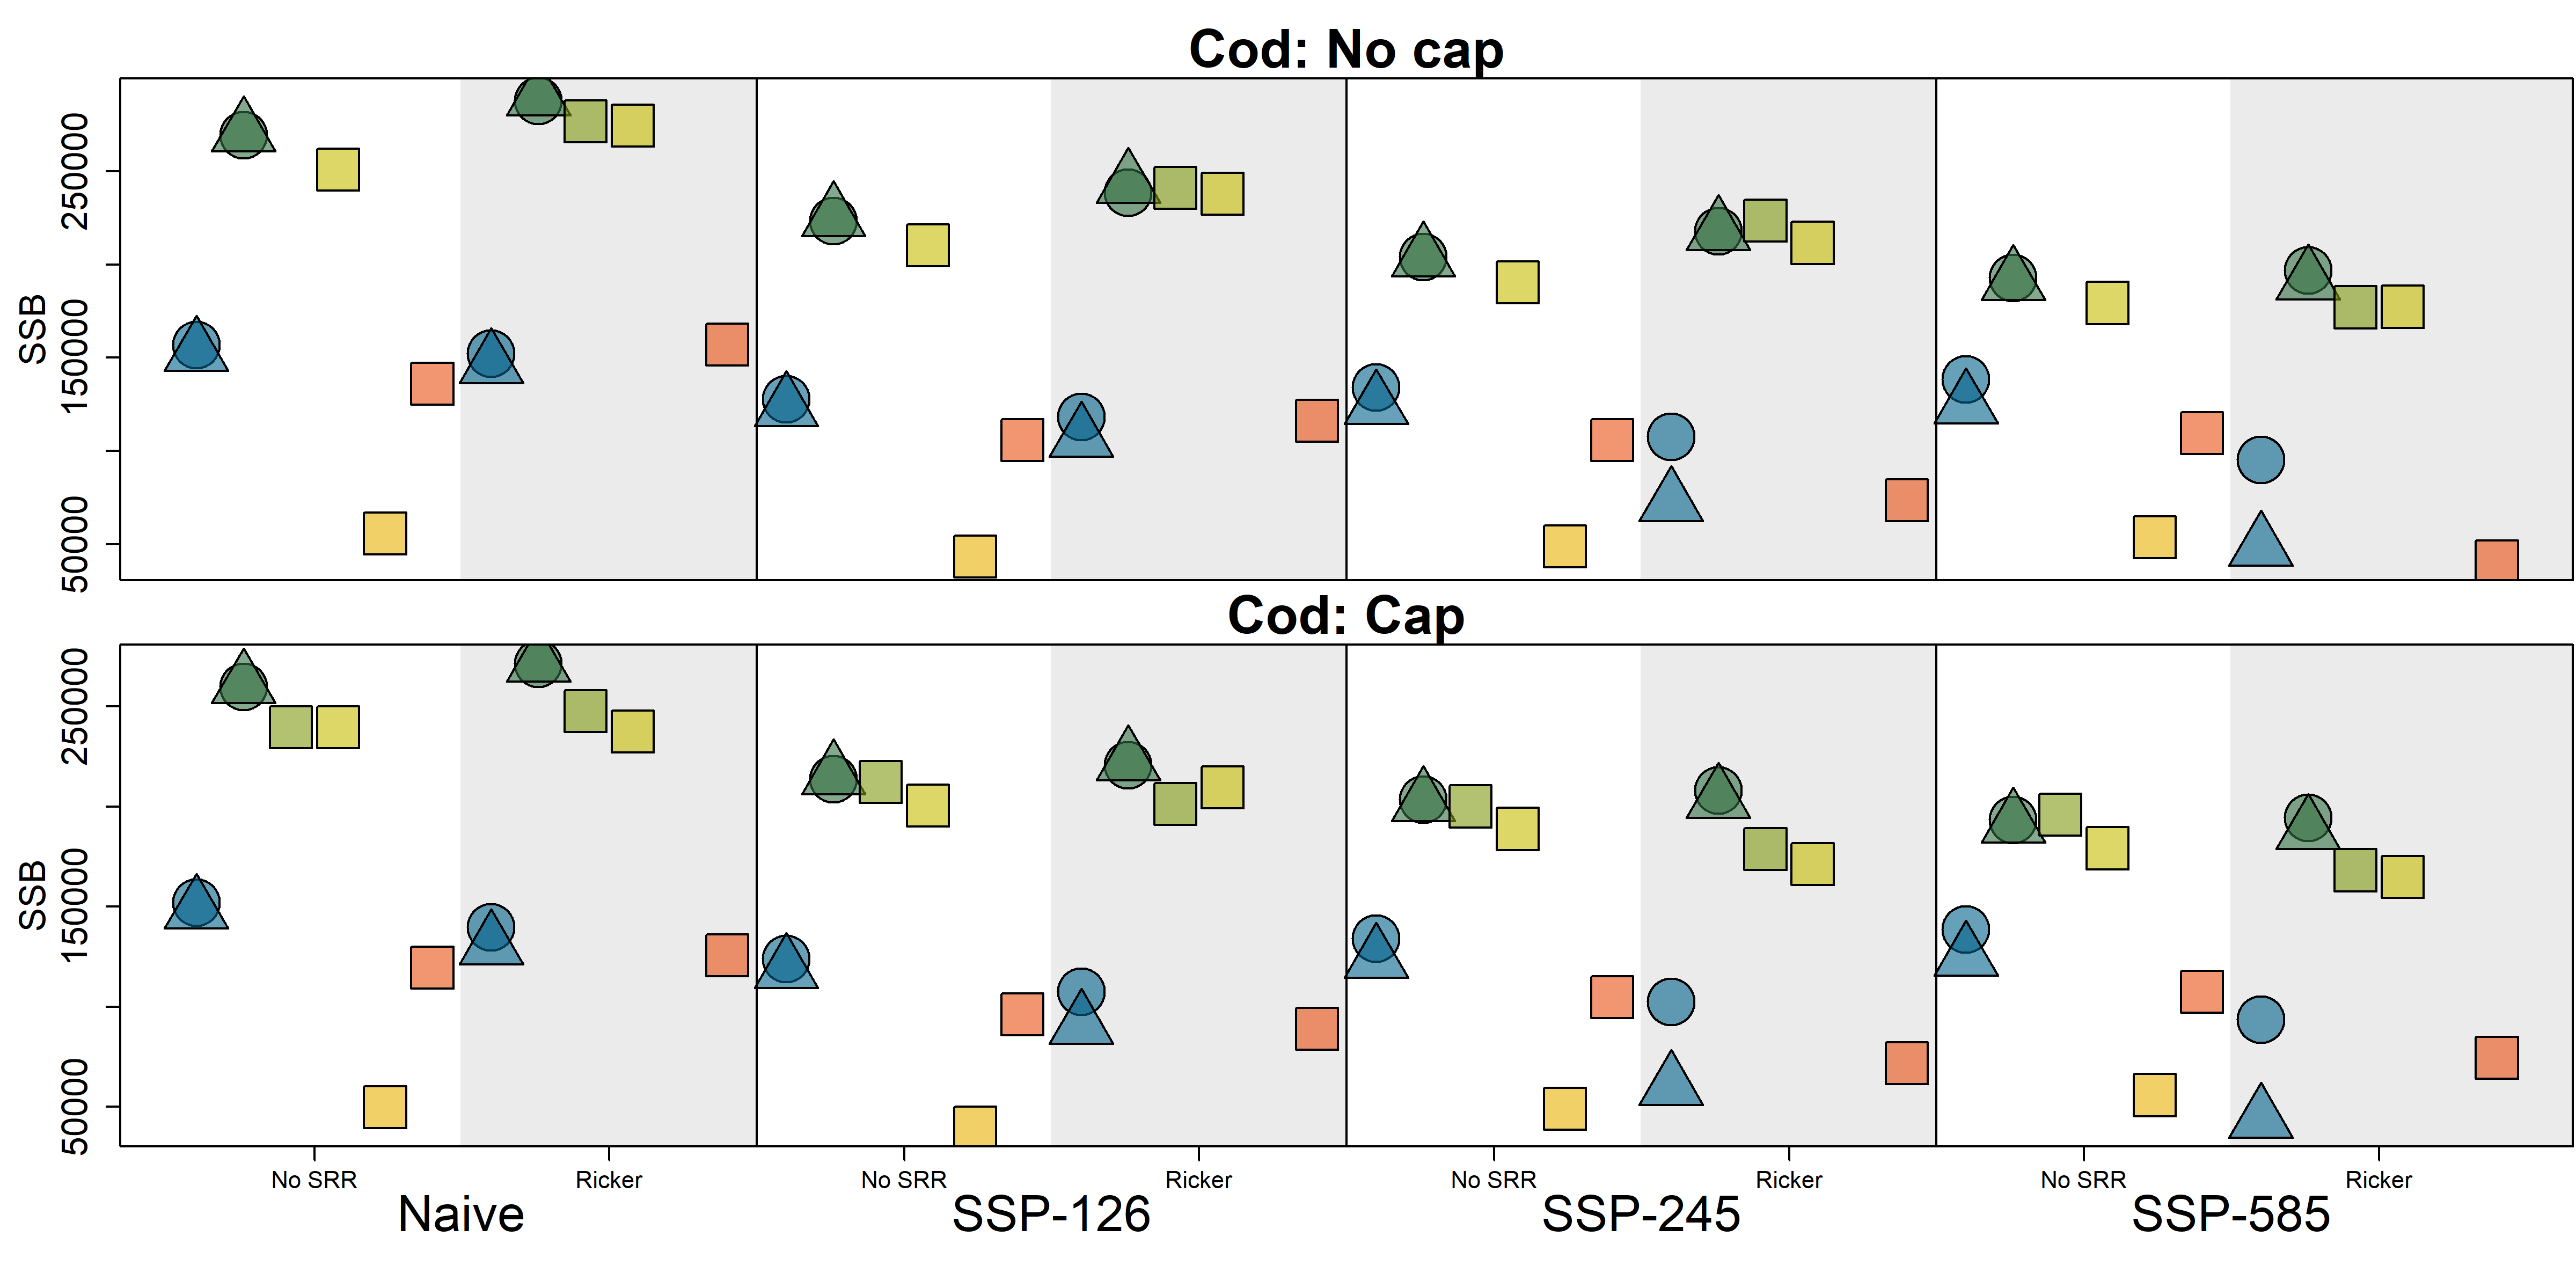 Cod: No cap
SSB
250000
150000
50000
Cod: Cap
SSB
250000
150000
50000
No SRR Ricker No SRR Ricker No SRR Ricker No SRR Ricker
Naive SSP-126 SSP-245 SSP-585